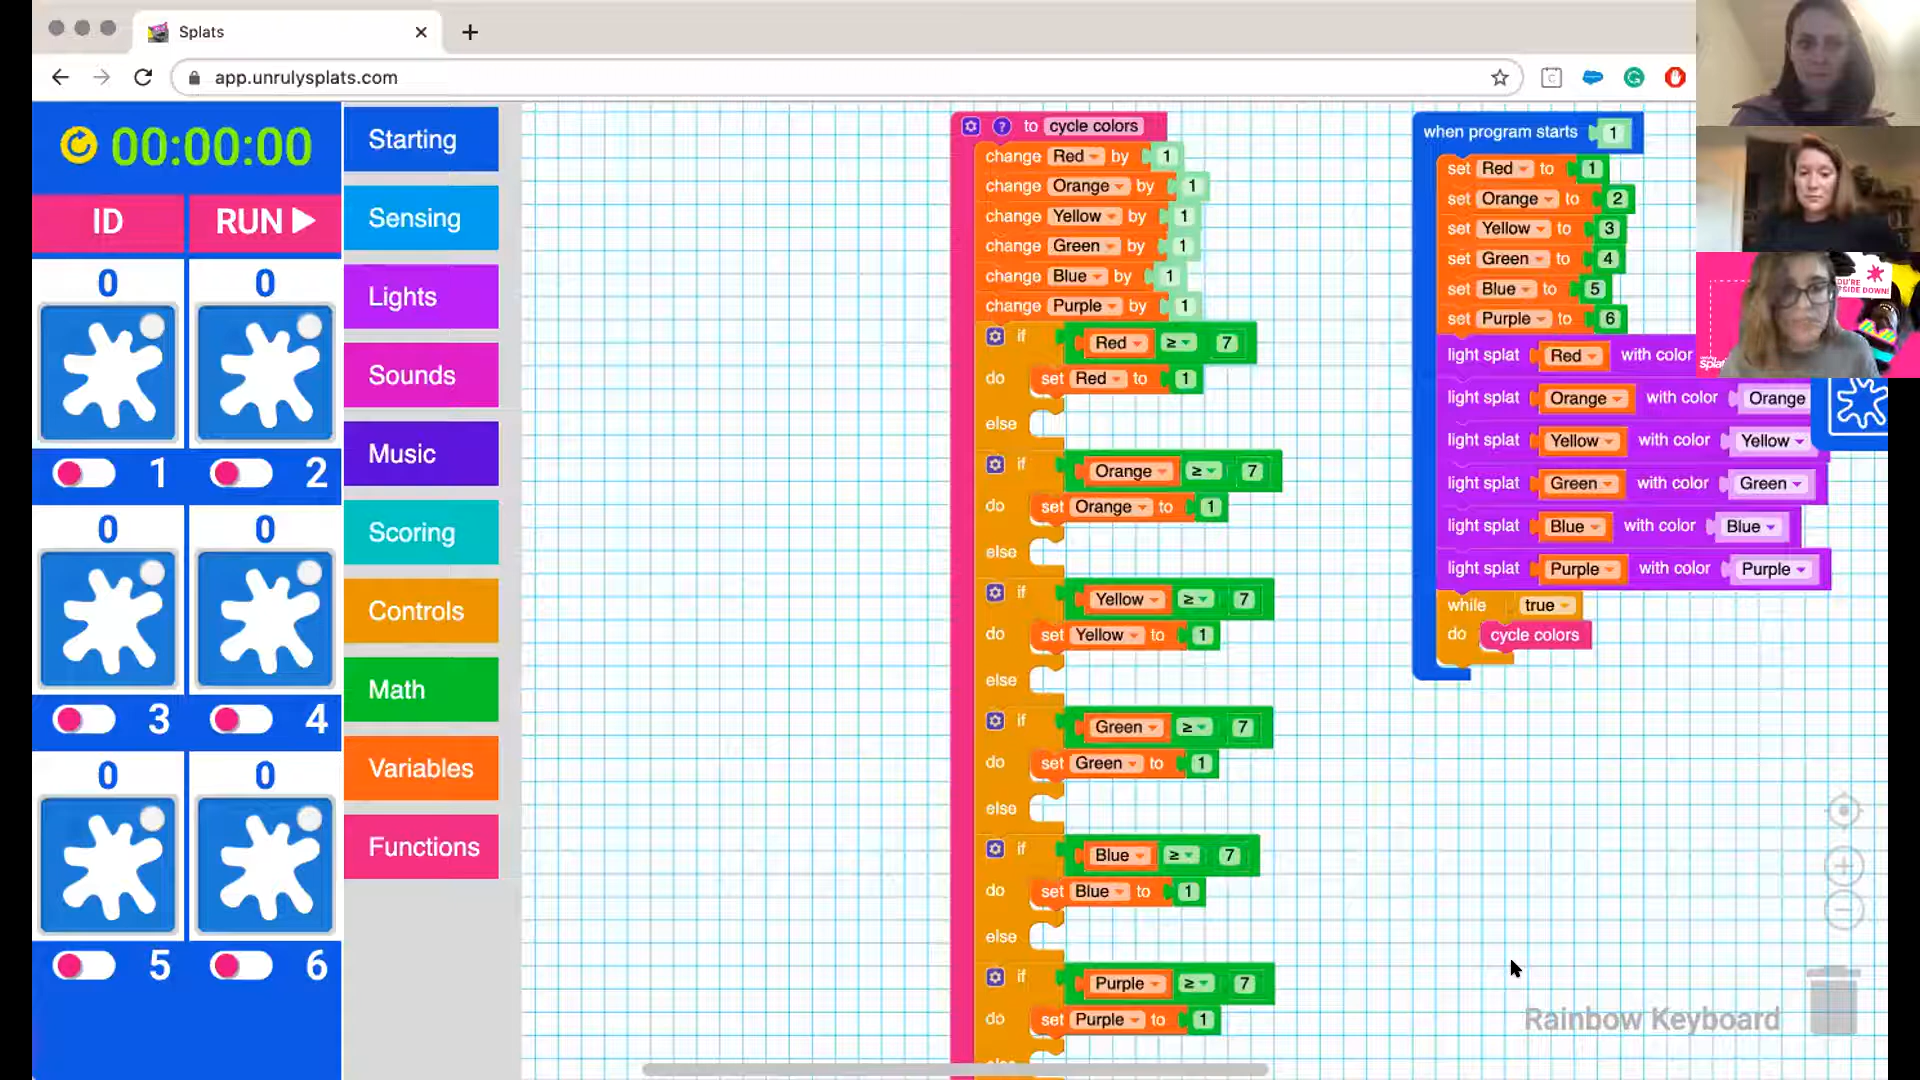 Splats
app.unrulysplats.com
00:00:00
ID
RUN
0
0
1
2
0
0
3
4
0
0
5
6
Starting
Sensing
Lights
Sounds
Music
Scoring
Controls
Math
Variables
Functions
? to cycle colors
change Red by 1
change Orange by 1
change Yellow by 1
change Green by 1
change Blue by 1
change Purple by 1
if Red ≥ 7
do set Red to 1
else
if Orange ≥ 7
do set Orange to 1
else
if Yellow ≥ 7
do set Yellow to 1
else
if Green ≥ 7
do set Green to 1
else
if Blue ≥ 7
do set Blue to 1
else
if Purple ≥ 7
do set Purple to 1
when program starts 1
set Red to 1
set Orange to 2
set Yellow to 3
set Green to 4
set Blue to 5
set Purple to 6
light splat Red with color
light splat Orange with color Orange
light splat Yellow with color Yellow
light splat Green with color Green
light splat Blue with color Blue
light splat Purple with color Purple
while true
do cycle colors
Rainbow Keyboard
DOWN!